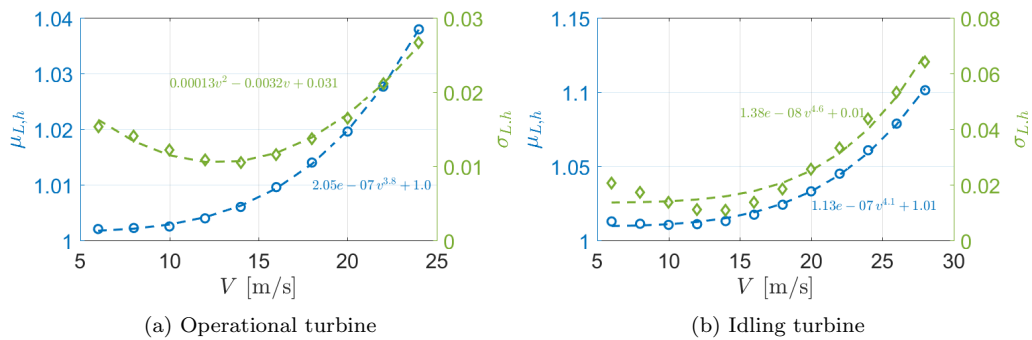 1.04
1.03
1.02
1.01
1
μL,h
0.00013v² − 0.0032v + 0.031
2.05e − 07 v^3.8 + 1.0
0.03
0.02
0.01
0
σL,h
5
10
15
20
25
V [m/s]
(a) Operational turbine
1.15
1.1
1.05
1
μL,h
1.38e − 08 v^4.6 + 0.01
1.13e − 07 v^4.1 + 1.01
0.08
0.06
0.04
0.02
0
σL,h
5
10
15
20
25
30
V [m/s]
(b) Idling turbine